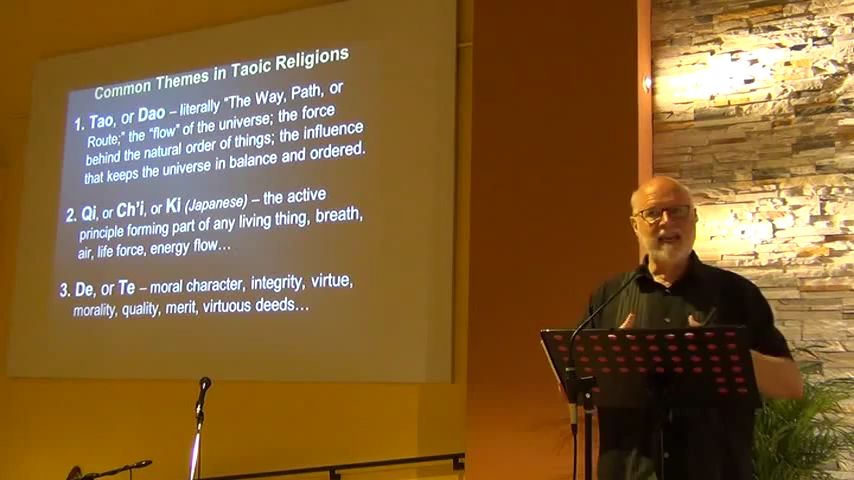 Common Themes in Taoic Religions
1. Tao, or Dao – literally "The Way, Path, or
Route;" the "flow" of the universe; the force
behind the natural order of things; the influence
that keeps the universe in balance and ordered.
2. Qi, or Ch'i, or Ki (Japanese) – the active
principle forming part of any living thing, breath,
air, life force, energy flow…
3. De, or Te – moral character, integrity, virtue,
morality, quality, merit, virtuous deeds…